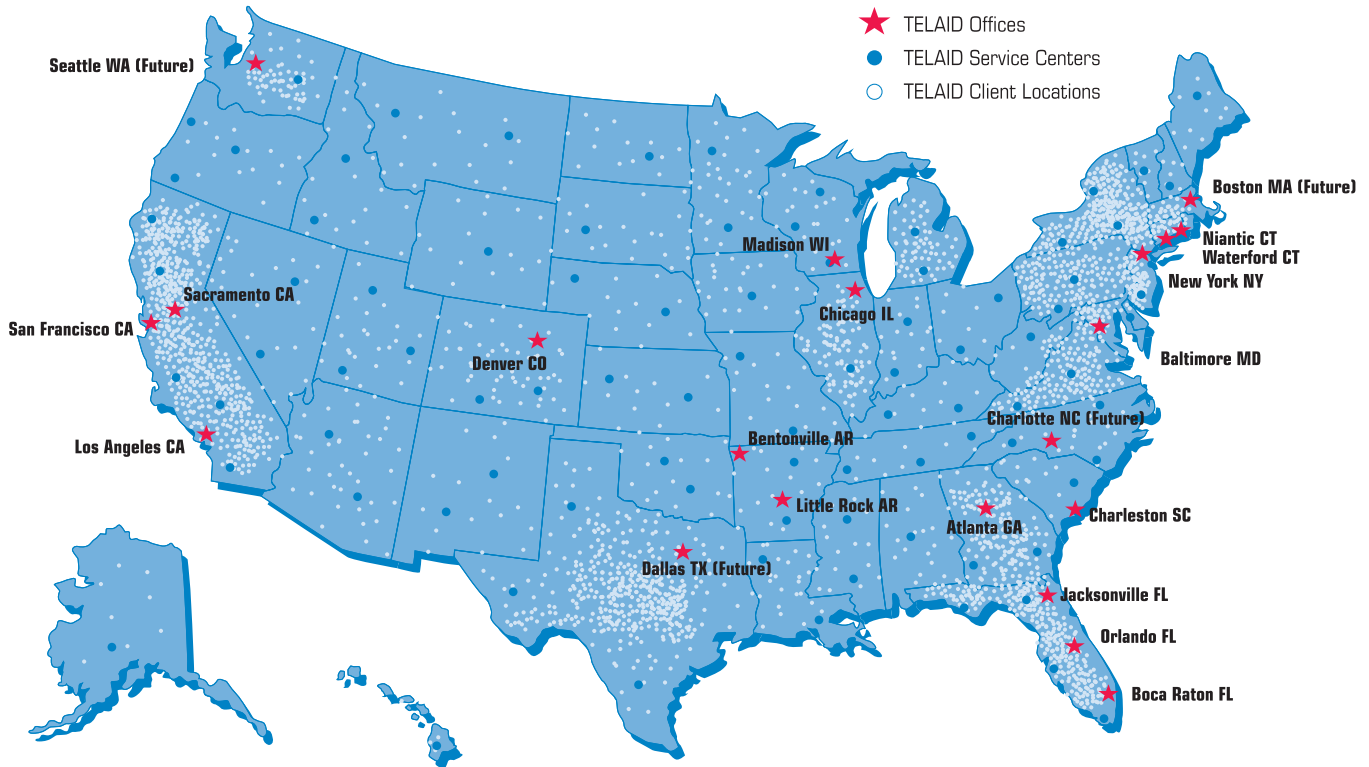 TELAID Offices
TELAID Service Centers
TELAID Client Locations
Seattle WA (Future)
Boston MA (Future)
Madison WI
Niantic CT
Waterford CT
New York NY
Sacramento CA
Chicago IL
San Francisco CA
Denver CO
Baltimore MD
Charlotte NC (Future)
Los Angeles CA
Bentonville AR
Little Rock AR
Charleston SC
Atlanta GA
Dallas TX (Future)
Jacksonville FL
Orlando FL
Boca Raton FL